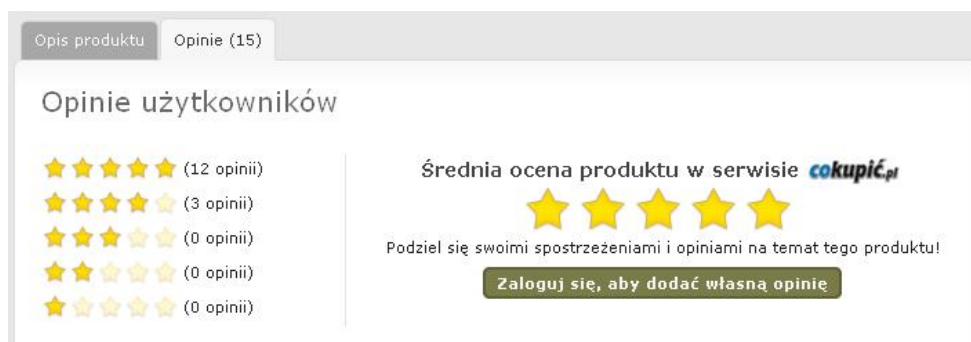 Opis produktu
Opinie (15)
Opinie użytkowników
(12 opinii)
(3 opinii)
(0 opinii)
(0 opinii)
(0 opinii)
Średnia ocena produktu w serwisie cokupić.pl
Podziel się swoimi spostrzeżeniami i opiniami na temat tego produktu!
Zaloguj się, aby dodać własną opinię